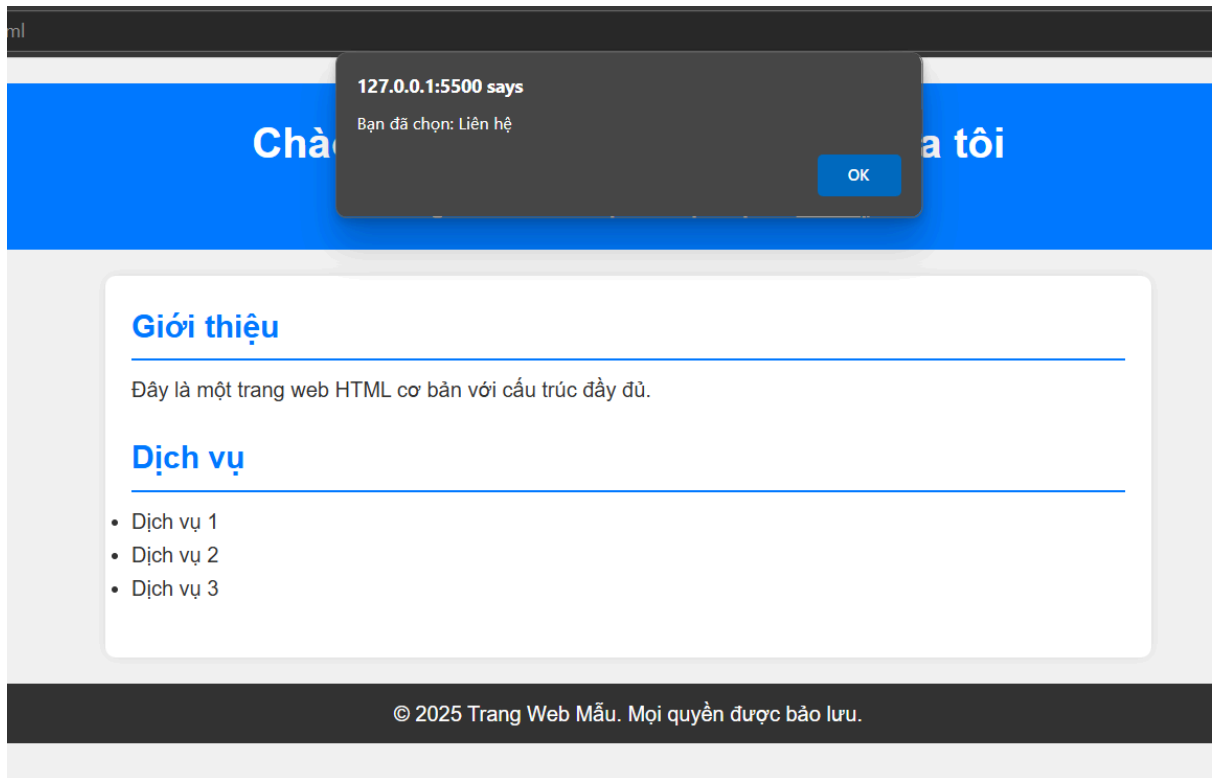 ml
127.0.0.1:5500 says
Bạn đã chọn: Liên hệ
OK
a tôi
Giới thiệu
Đây là một trang web HTML cơ bản với cấu trúc đầy đủ.
Dịch vụ
Dịch vụ 1
Dịch vụ 2
Dịch vụ 3
© 2025 Trang Web Mẫu. Mọi quyền được bảo lưu.